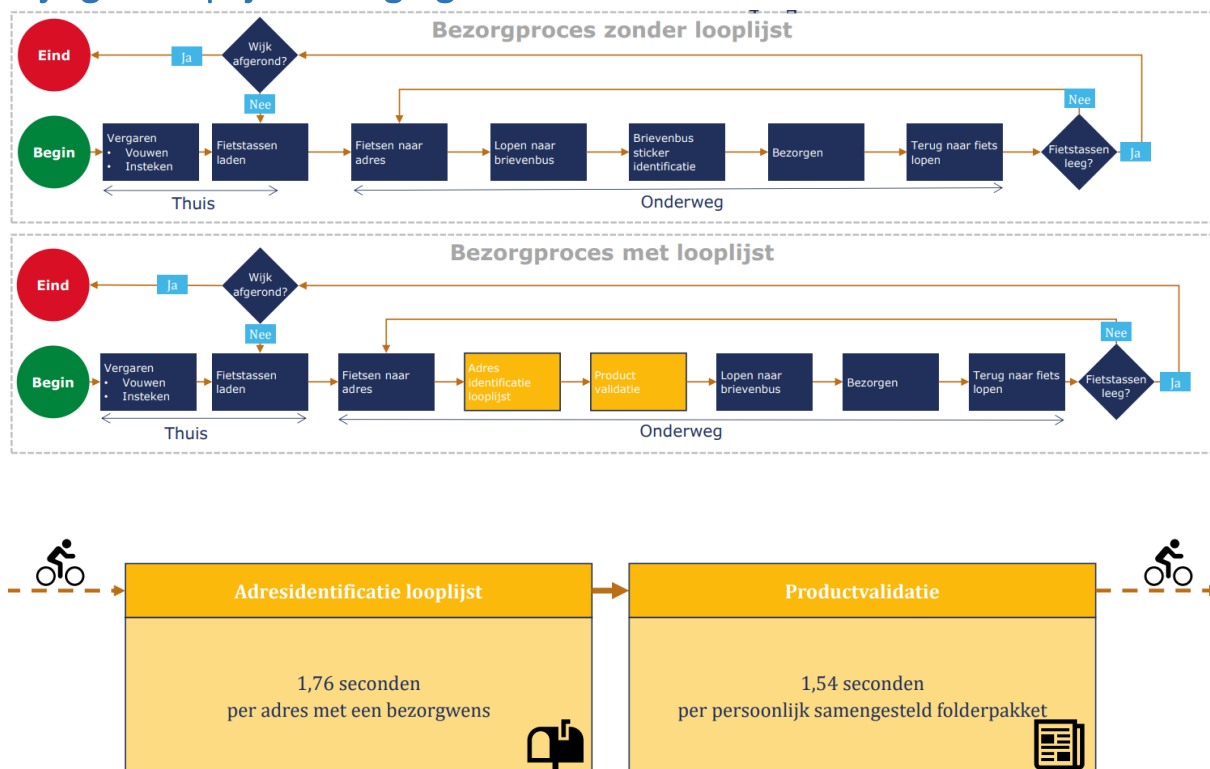 Bezorgproces zonder looplijst
Eind
Ja
Wijk
afgerond?
Nee
Nee
Begin
Vergaren
• Vouwen
• Insteken
Fietstassen
laden
Fietsen naar
adres
Lopen naar
brievenbus
Brievenbus
sticker
identificatie
Bezorgen
Terug naar fiets
lopen
Fietstassen
leeg?
Ja
Thuis
Onderweg
Bezorgproces met looplijst
Eind
Ja
Wijk
afgerond?
Nee
Nee
Begin
Vergaren
• Vouwen
• Insteken
Fietstassen
laden
Fietsen naar
adres
Adres
identificatie
looplijst
Product
validatie
Lopen naar
brievenbus
Bezorgen
Terug naar fiets
lopen
Fietstassen
leeg?
Ja
Thuis
Onderweg
Adresidentificatie looplijst
1,76 seconden
per adres met een bezorgwens
Productvalidatie
1,54 seconden
per persoonlijk samengesteld folderpakket